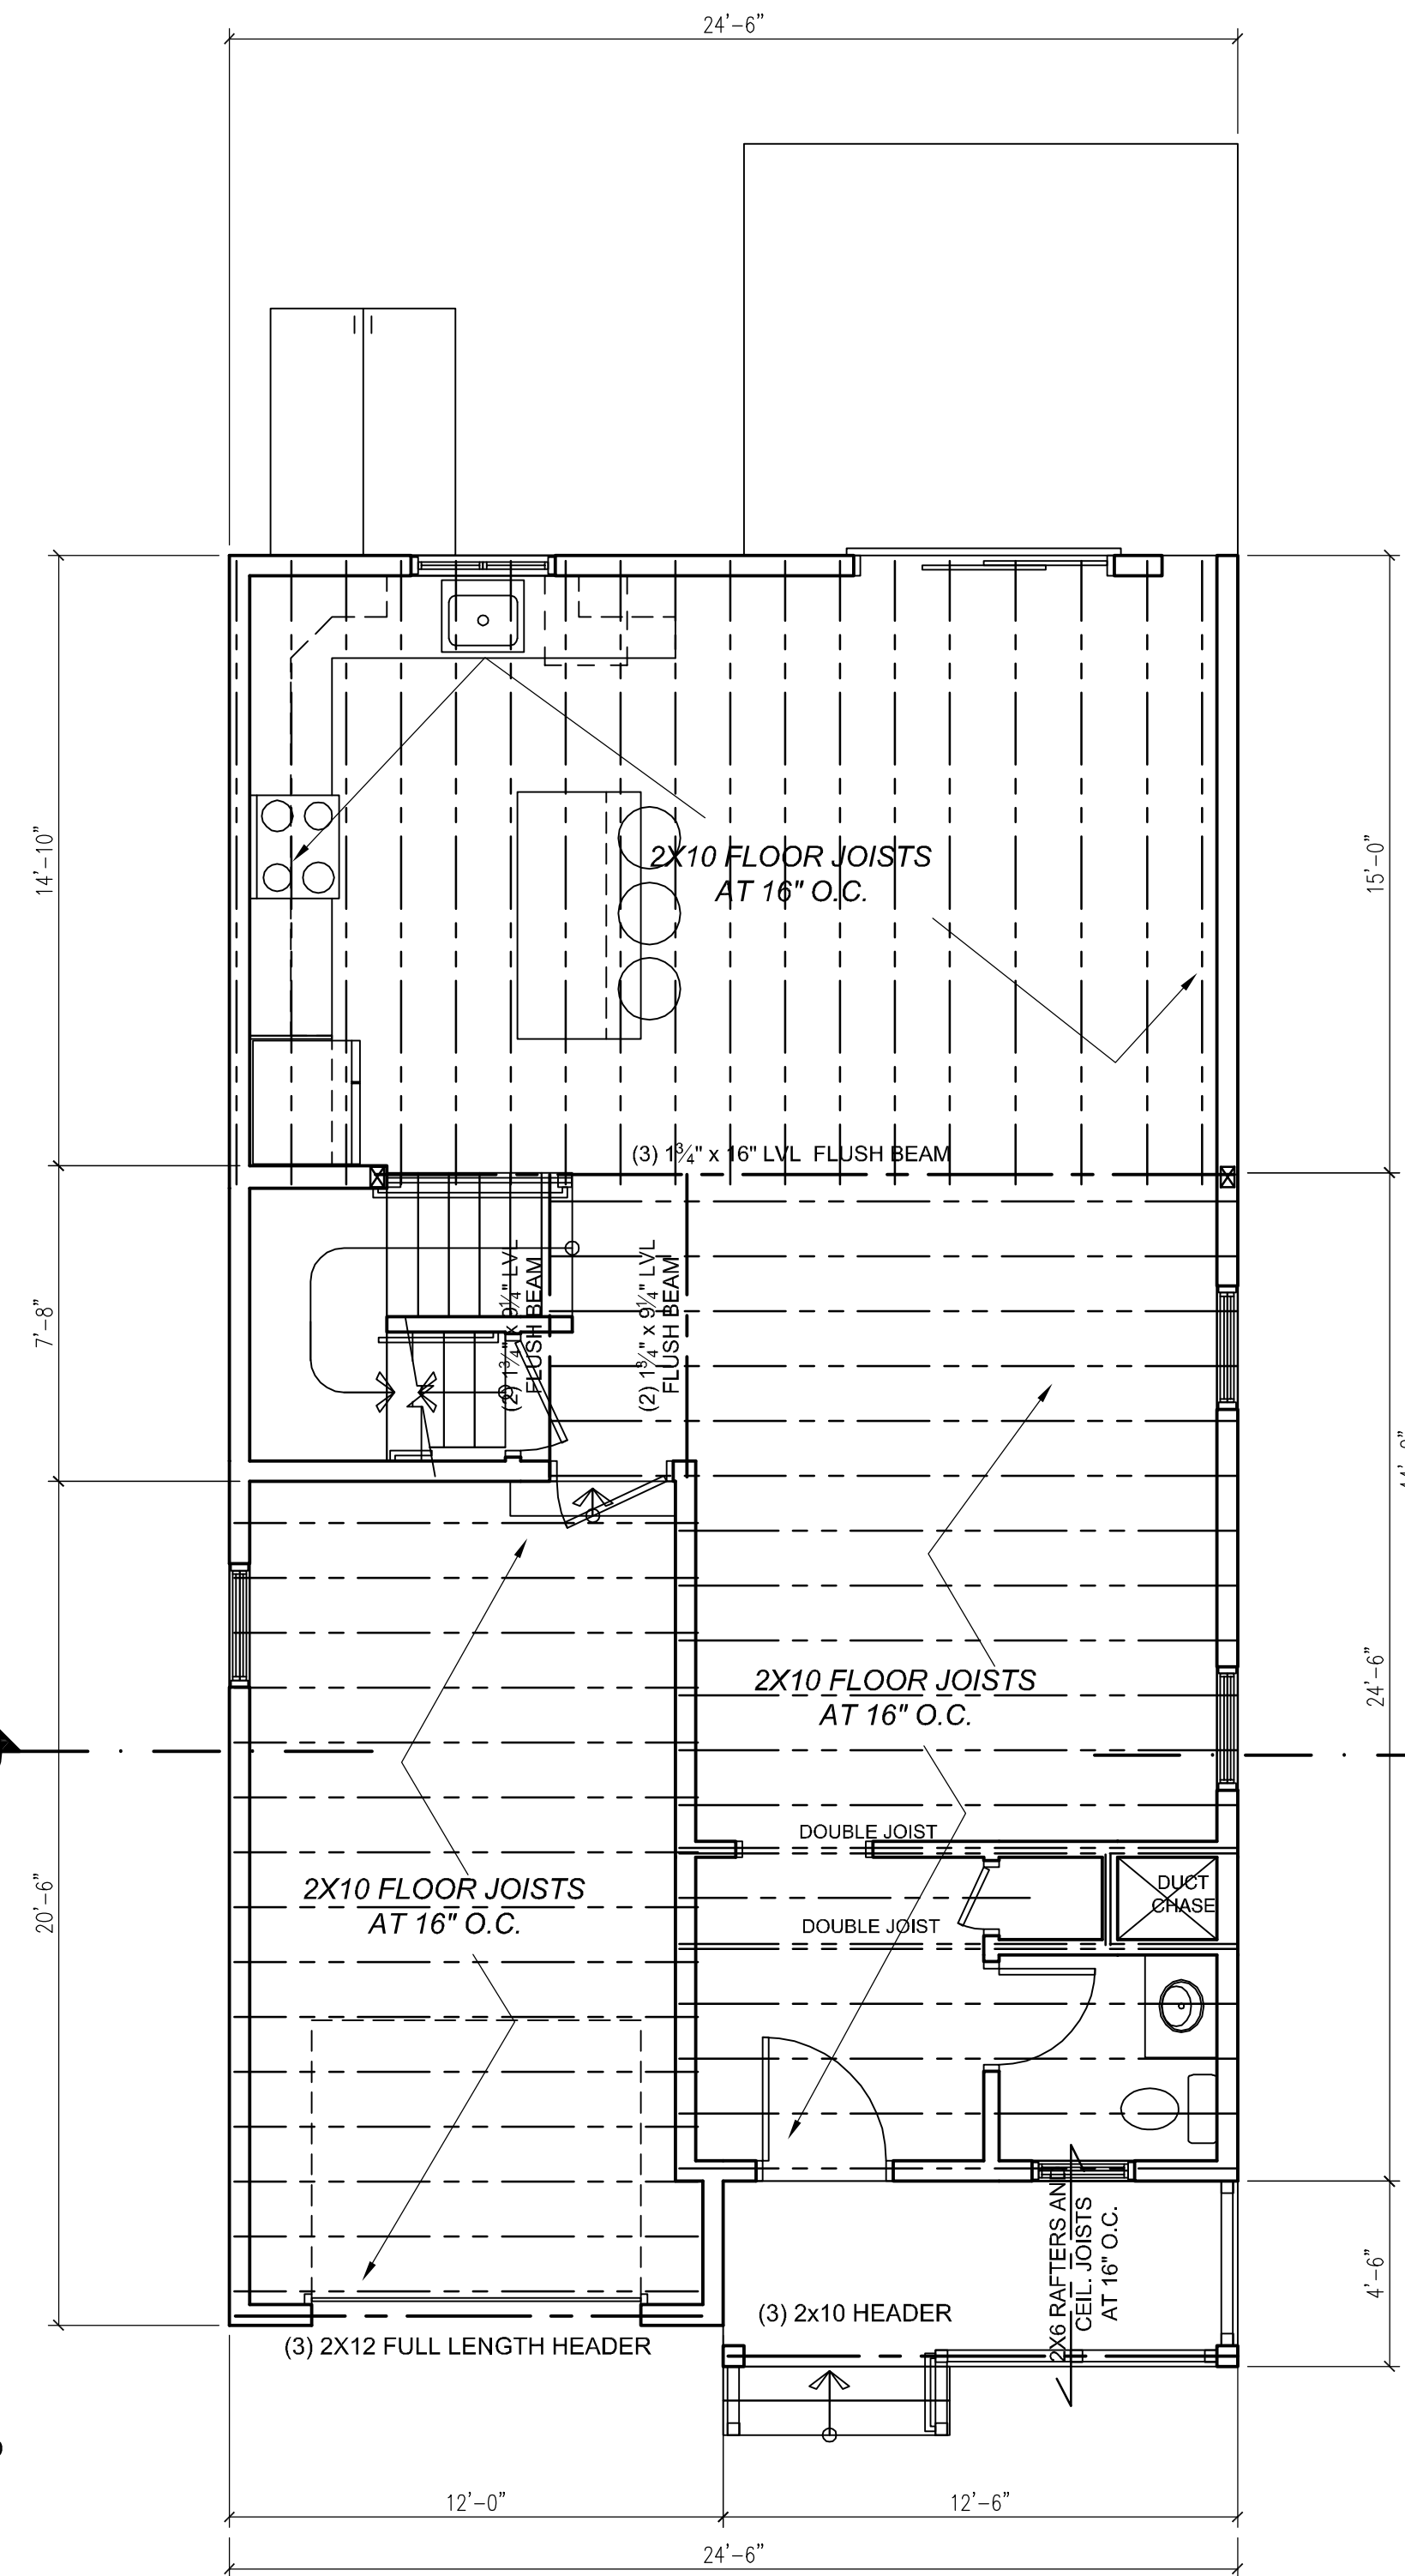 24'-6"
14'-10"
15'-0"
2X10 FLOOR JOISTS
AT 16" O.C.
(3) 1¾" x 16" LVL FLUSH BEAM
7'-8"
(2) 1¾" x 9¼" LVL
FLUSH BEAM
(2) 1¾" x 9¼" LVL
FLUSH BEAM
24'-6"
2X10 FLOOR JOISTS
AT 16" O.C.
DOUBLE JOIST
20'-6"
2X10 FLOOR JOISTS
AT 16" O.C.
DUCT
CHASE
DOUBLE JOIST
2X6 RAFTERS AND
CEIL. JOISTS
AT 16" O.C.
4'-6"
(3) 2x10 HEADER
(3) 2X12 FULL LENGTH HEADER
12'-0"
12'-6"
24'-6"